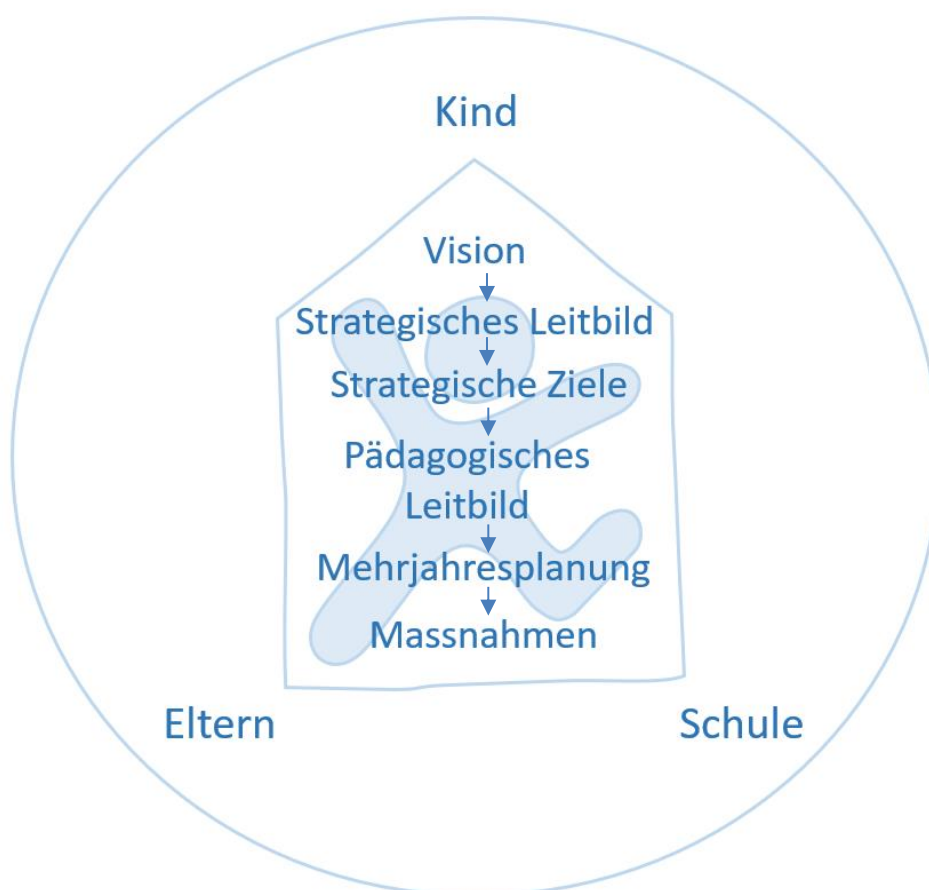 Kind
Vision
Strategisches Leitbild
Strategische Ziele
Pädagogisches
Leitbild
Mehrjahresplanung
Massnahmen
Eltern
Schule